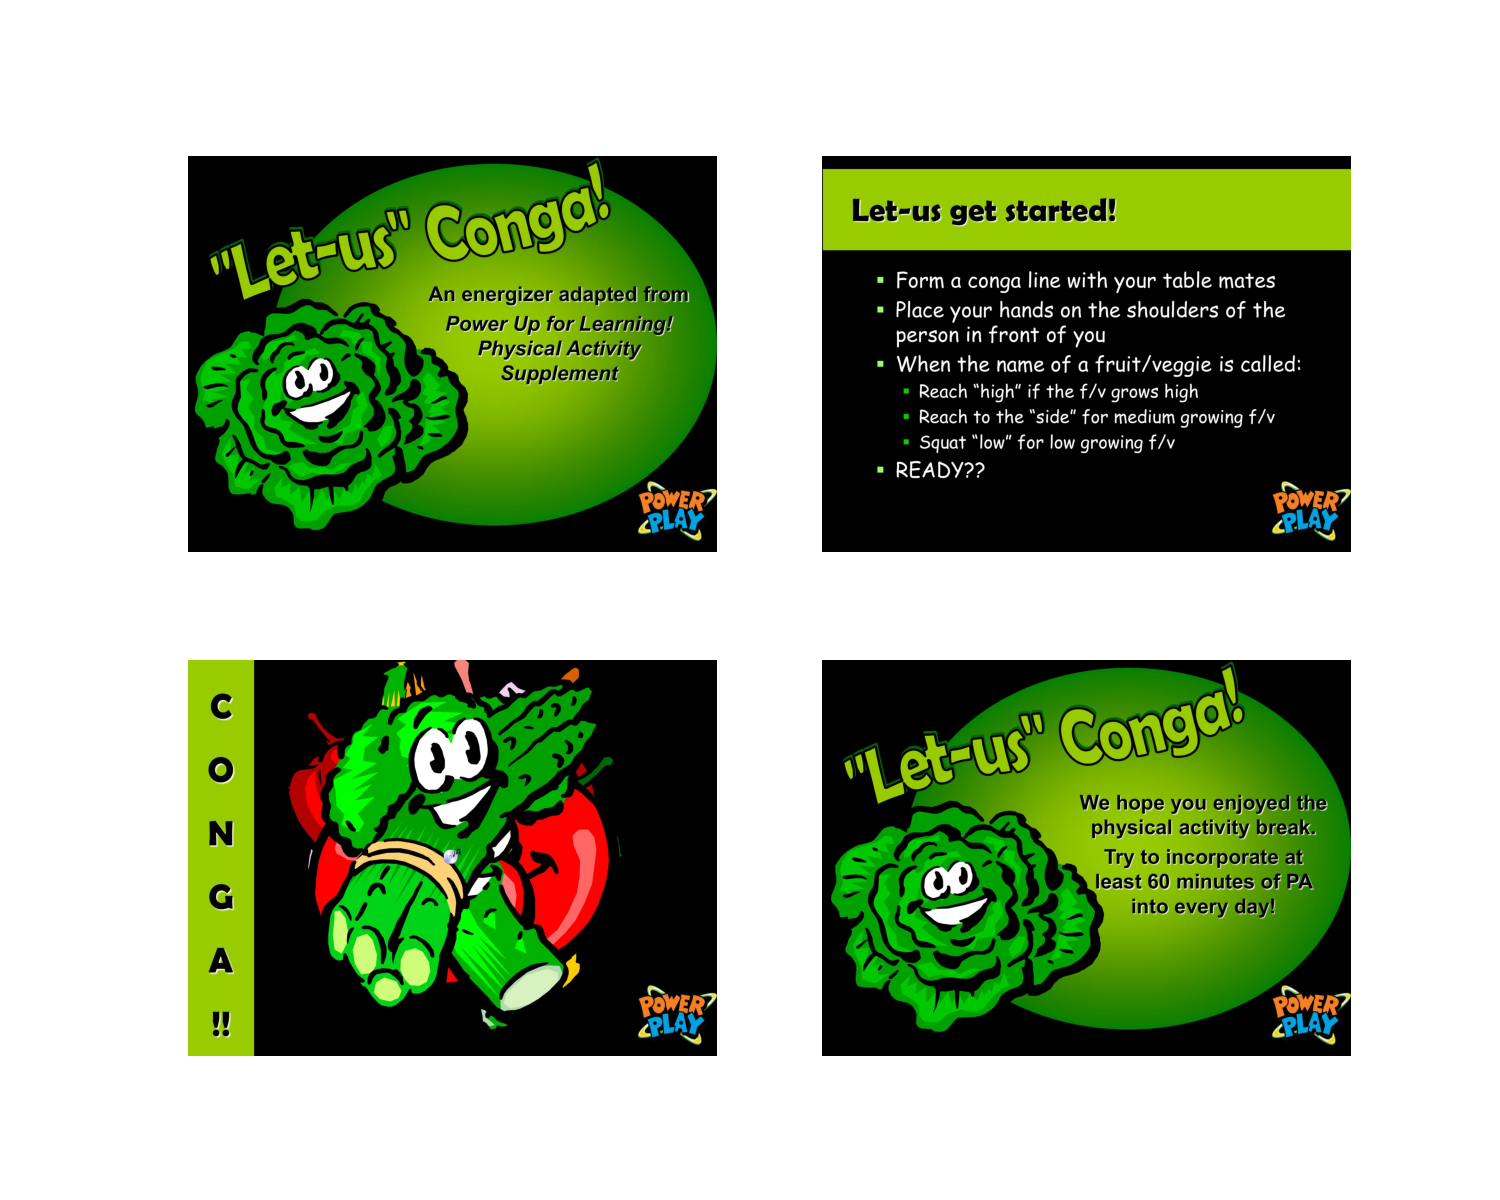 "Let-us" Conga!
An energizer adapted from
Power Up for Learning!
Physical Activity
Supplement
POWER
PLAY
Let-us get started!
Form a conga line with your table mates
Place your hands on the shoulders of the
person in front of you
When the name of a fruit/veggie is called:
Reach “high” if the f/v grows high
Reach to the “side” for medium growing f/v
Squat “low” for low growing f/v
READY??
POWER
PLAY
C
O
N
G
A
!!
POWER
PLAY
"Let-us" Conga!
We hope you enjoyed the
physical activity break.
Try to incorporate at
least 60 minutes of PA
into every day!
POWER
PLAY